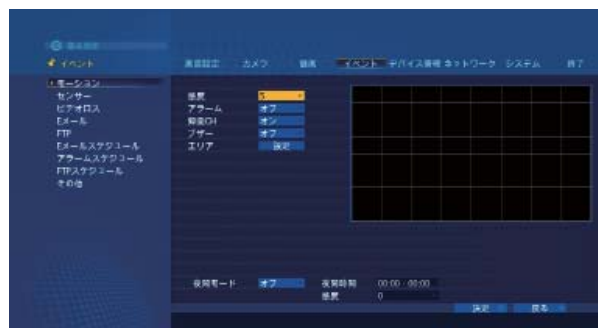 イベント
画面設定 カメラ 録画 イベント デバイス管理 ネットワーク システム 終了
モーション
センサー
ビデオロス
Eメール
FTP
Eメールスケジュール
アラームスケジュール
FTPスケジュール
その他
感度 5
アラーム オフ
録画CH オン
ブザー オフ
エリア 設定
夜間モード オフ 夜間時間 00:00 - 00:00
感度 0
決定 戻る